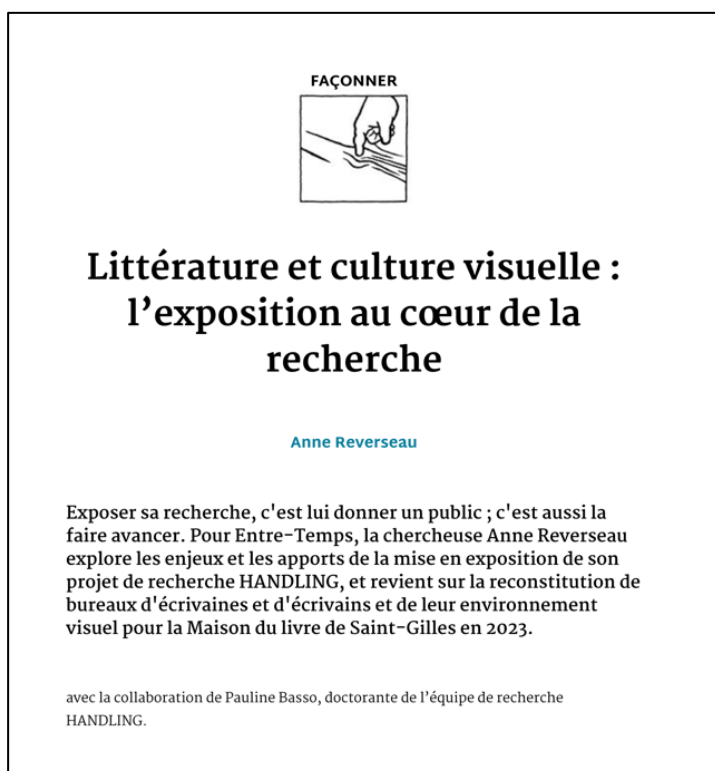 FAÇONNER
Littérature et culture visuelle :
l’exposition au cœur de la
recherche
Anne Reverseau
Exposer sa recherche, c'est lui donner un public ; c'est aussi la
faire avancer. Pour Entre-Temps, la chercheuse Anne Reverseau
explore les enjeux et les apports de la mise en exposition de son
projet de recherche HANDLING, et revient sur la reconstitution de
bureaux d'écrivaines et d'écrivains et de leur environnement
visuel pour la Maison du livre de Saint-Gilles en 2023.
avec la collaboration de Pauline Basso, doctorante de l’équipe de recherche
HANDLING.